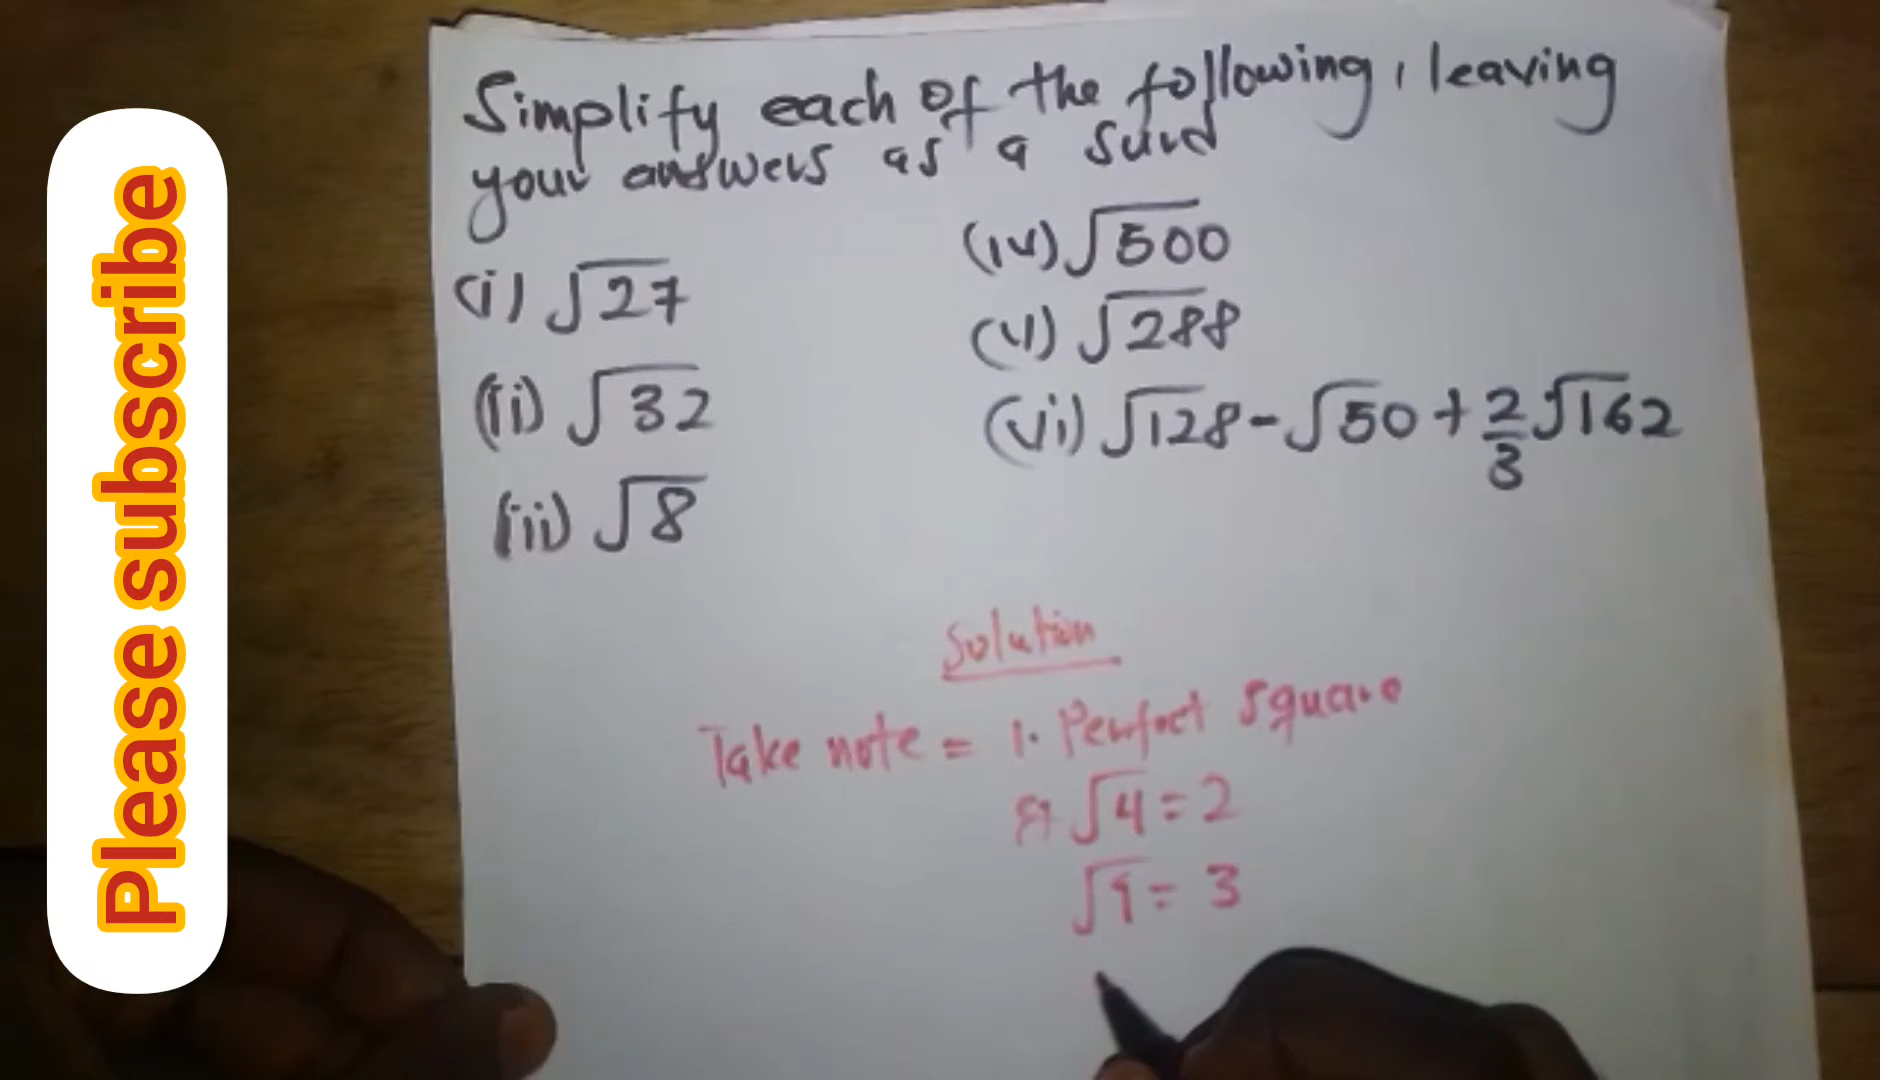 Please subscribe
Simplify each of the following, leaving
your answers as a surd
(i) √27
(ii) √32
(iii) √8
(iv) √500
(v) √288
(vi) √128 - √50 + 2/3 √162
Solution
Take note = 1. Perfect square
√4 = 2
√9 = 3